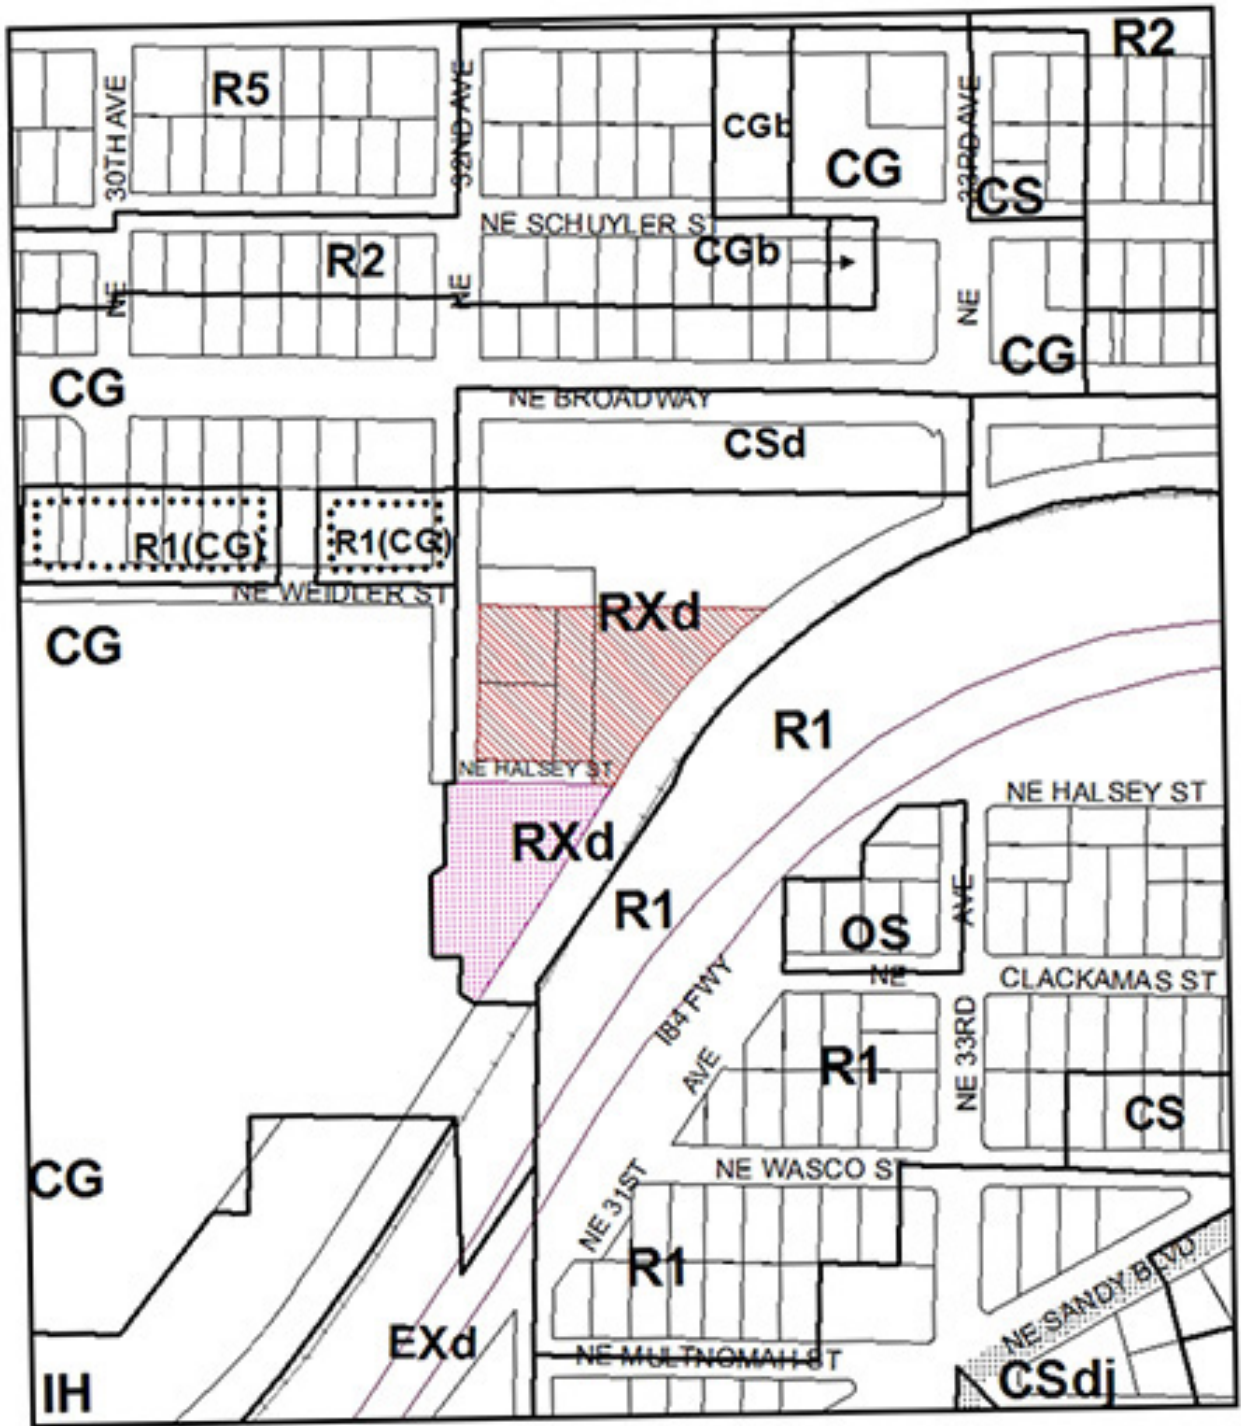 R2
R5
30TH AVE
32ND AVE
33RD AVE
CGb
CG
CS
NE SCHUYLER S
R2
CGb
NE
NE
NE
CG
CG
NE BROADWAY
CSd
R1(CG)
R1(CG)
NE WEIDLER ST
RXd
CG
R1
NE HALSEY ST
NE HALSEY ST
RXd
R1
AVE
OS
NE
CLACKAMAS ST
I84 FWY
AVE
R1
NE 33RD
CS
CG
NE WASCO ST
NE 31ST
R1
NE SANDY BLVD
EXd
NE MULTNOMAH ST
CSdj
IH